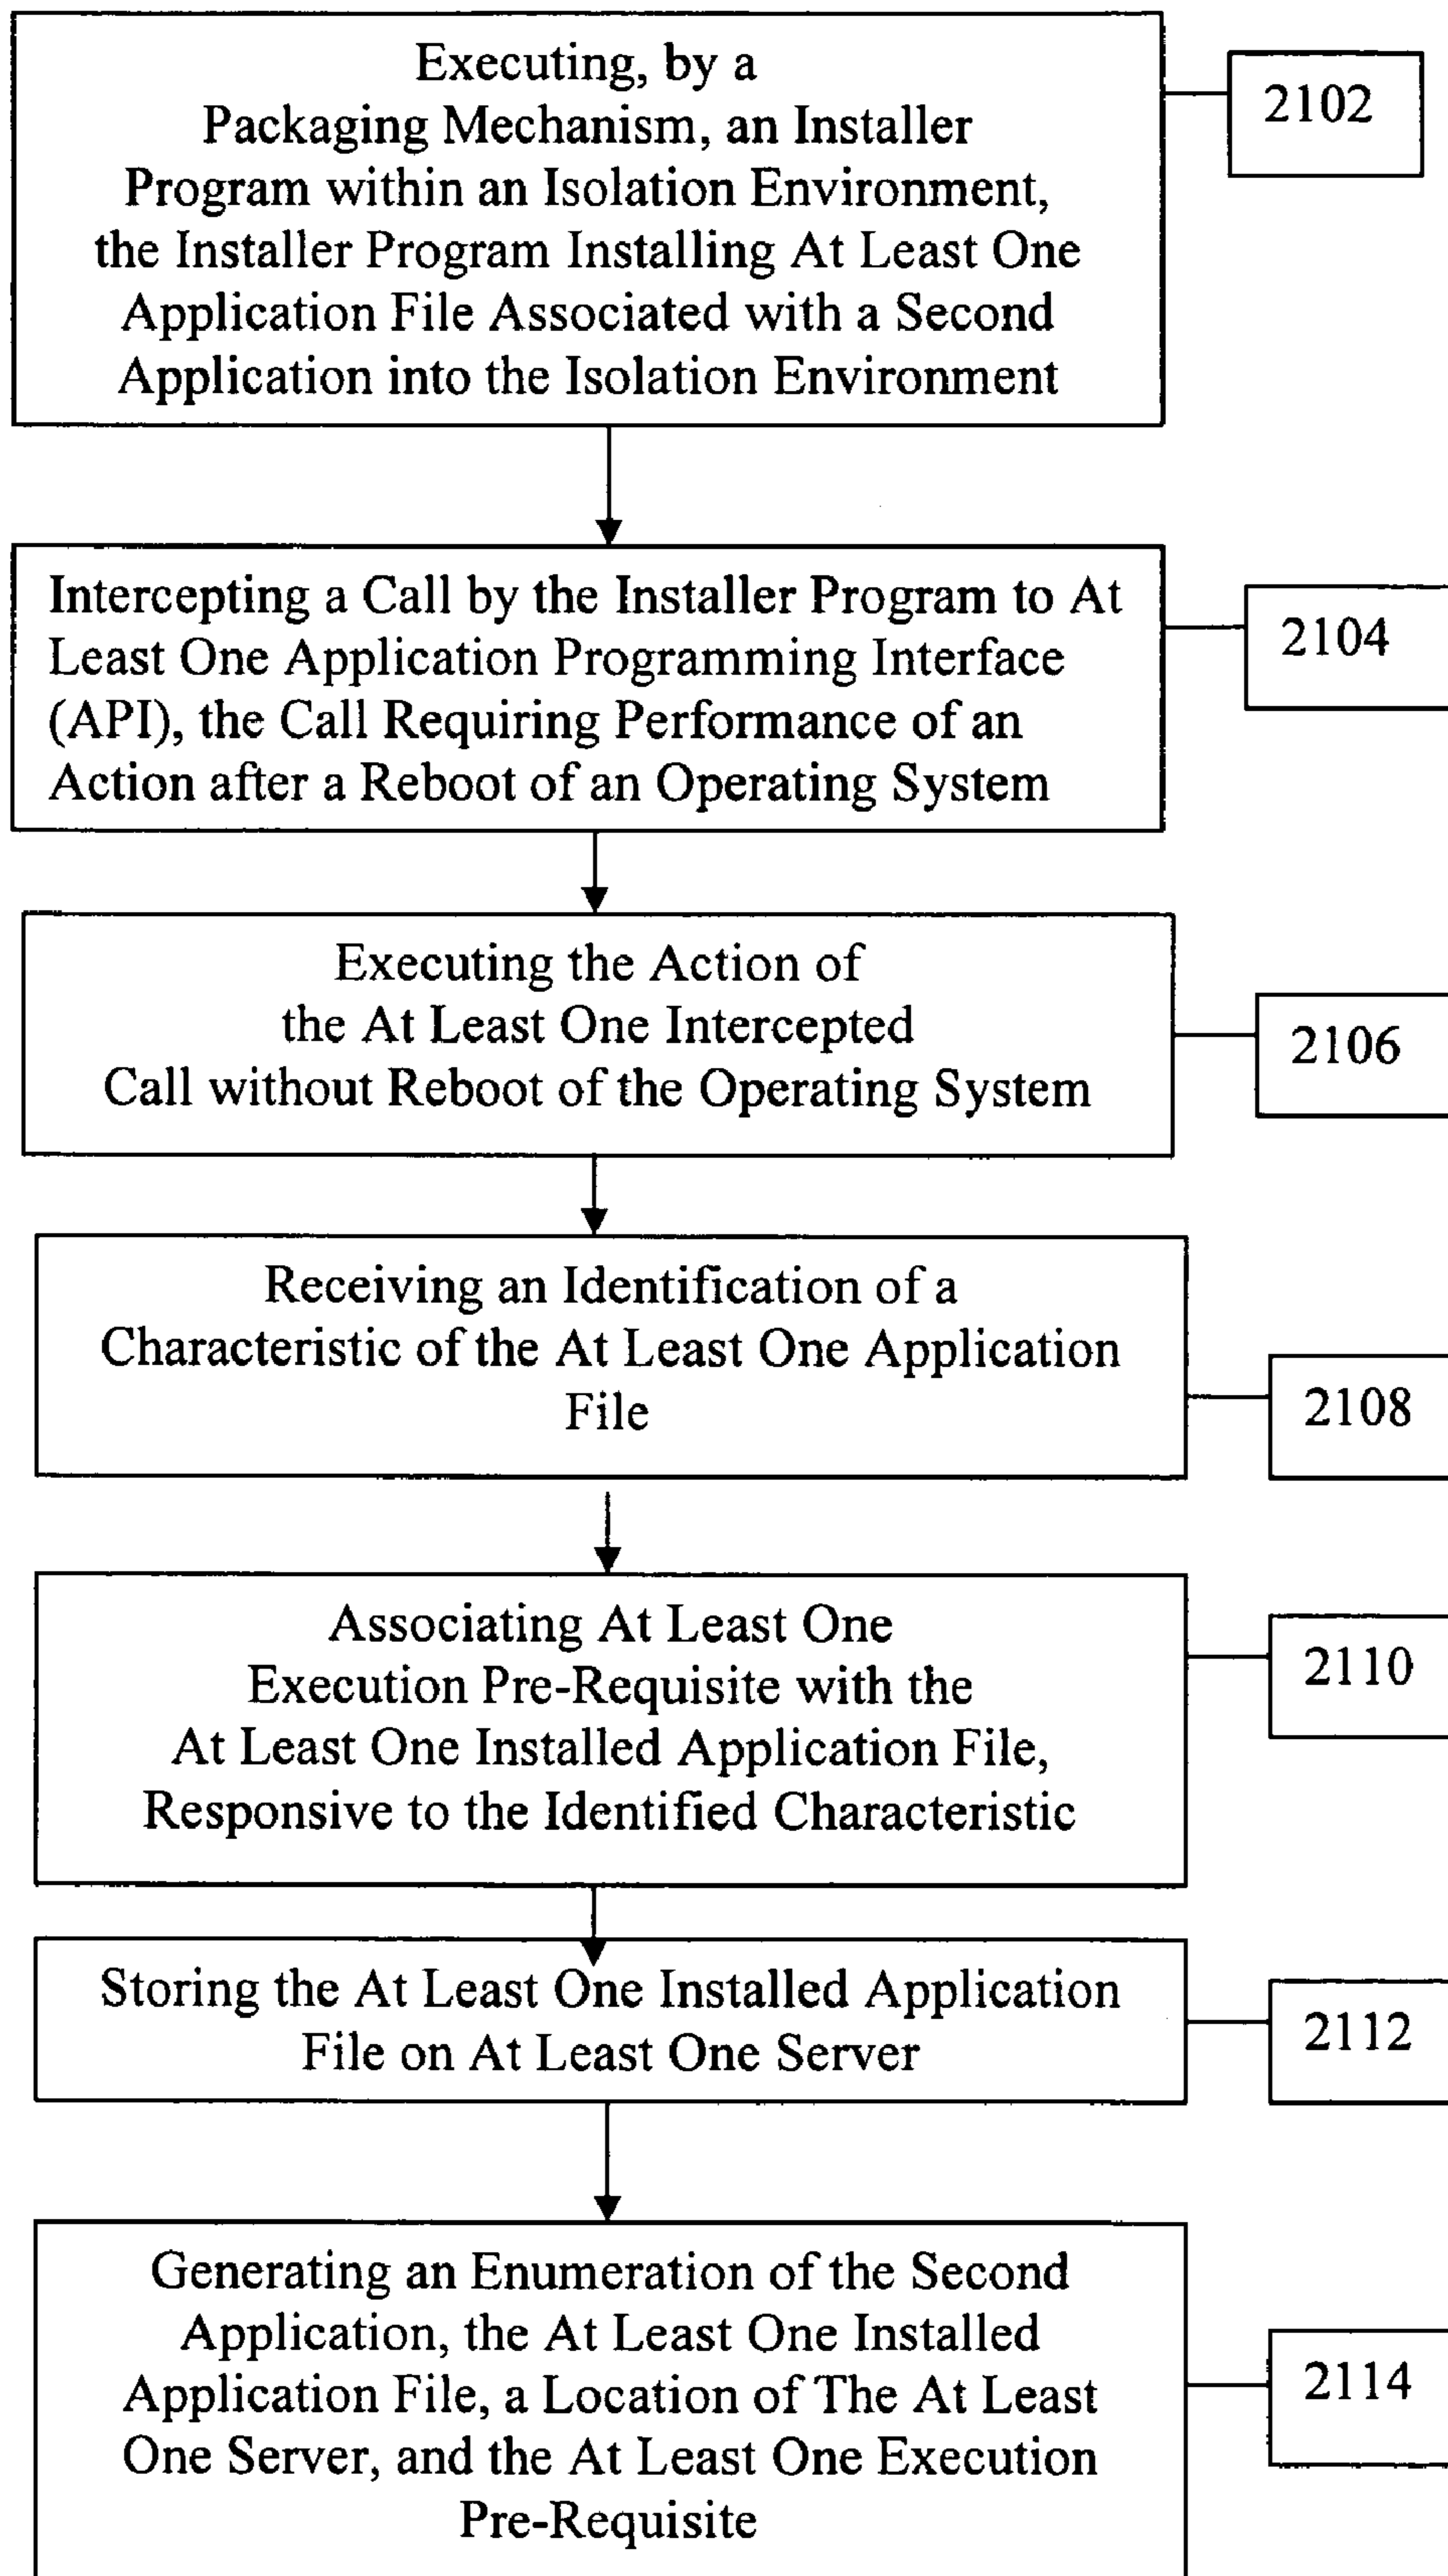 Executing, by a
Packaging Mechanism, an Installer
Program within an Isolation Environment,
the Installer Program Installing At Least One
Application File Associated with a Second
Application into the Isolation Environment
2102
Intercepting a Call by the Installer Program to At
Least One Application Programming Interface
(API), the Call Requiring Performance of an
Action after a Reboot of an Operating System
2104
Executing the Action of
the At Least One Intercepted
Call without Reboot of the Operating System
2106
Receiving an Identification of a
Characteristic of the At Least One Application
File
2108
Associating At Least One
Execution Pre-Requisite with the
At Least One Installed Application File,
Responsive to the Identified Characteristic
2110
Storing the At Least One Installed Application
File on At Least One Server
2112
Generating an Enumeration of the Second
Application, the At Least One Installed
Application File, a Location of The At Least
One Server, and the At Least One Execution
Pre-Requisite
2114